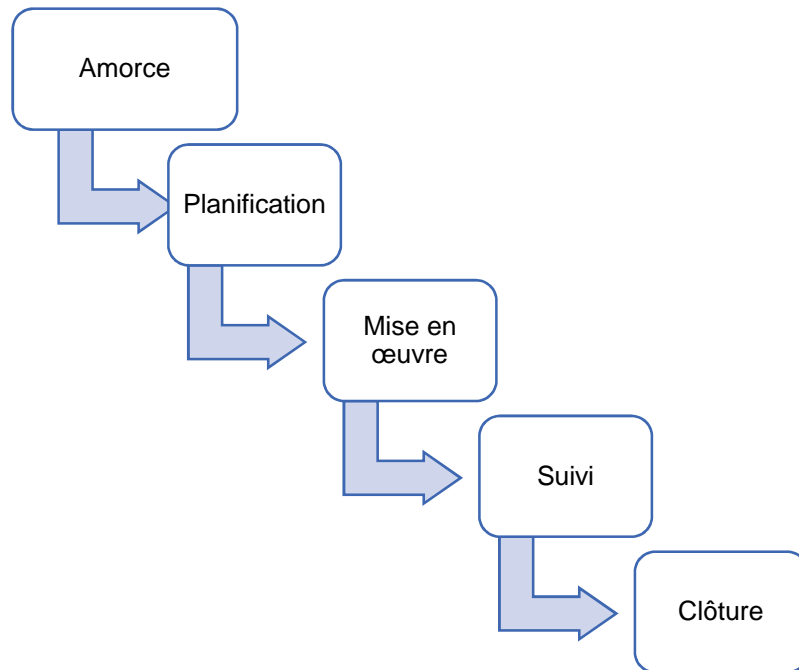 Amorce
Planification
Mise en
œuvre
Suivi
Clôture